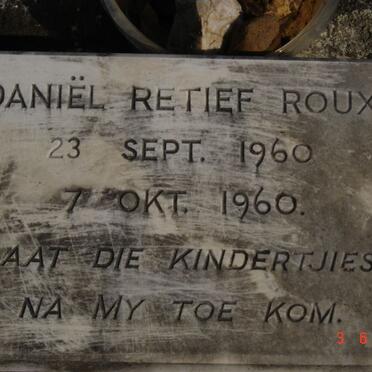 DANIËL RETIEF ROUX
23 SEPT. 1960
7 OKT. 1960.
AAT DIE KINDERTJIES
NA MY TOE KOM.
3 6